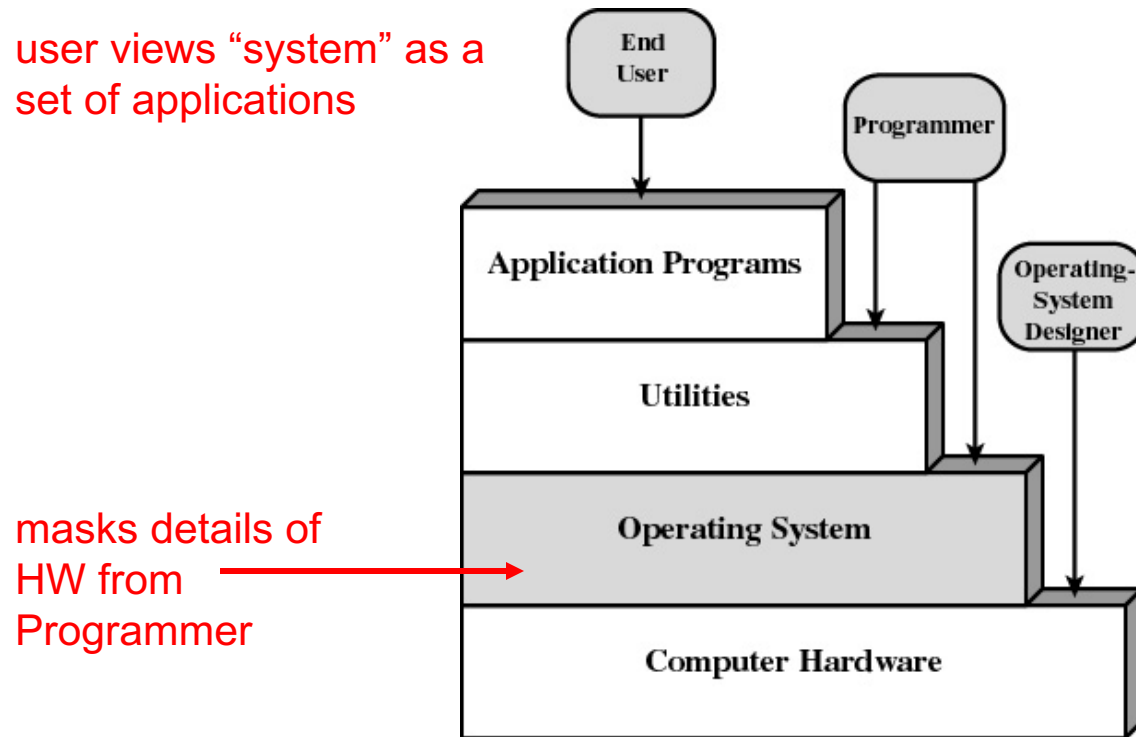 user views “system” as a
set of applications
End
User
Programmer
Application Programs
Operating-
System
Designer
Utilities
masks details of
HW from
Programmer
Operating System
Computer Hardware